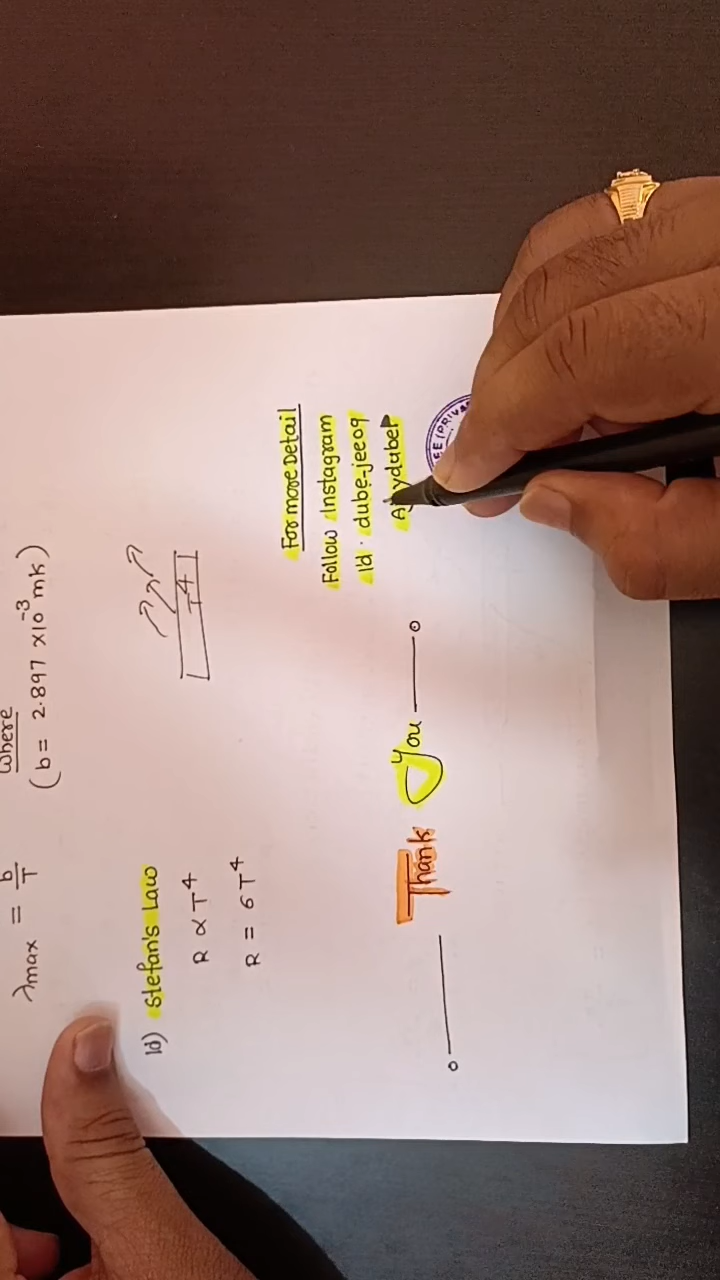 λmax = b/T
Where
(b = 2.897 x10⁻³ mk)
1d) Stefan's Law
R ∝ T⁴
R = σT⁴
T⁴
For more Detail
Follow Instagram
Id. dube-jee09
— Thank You —